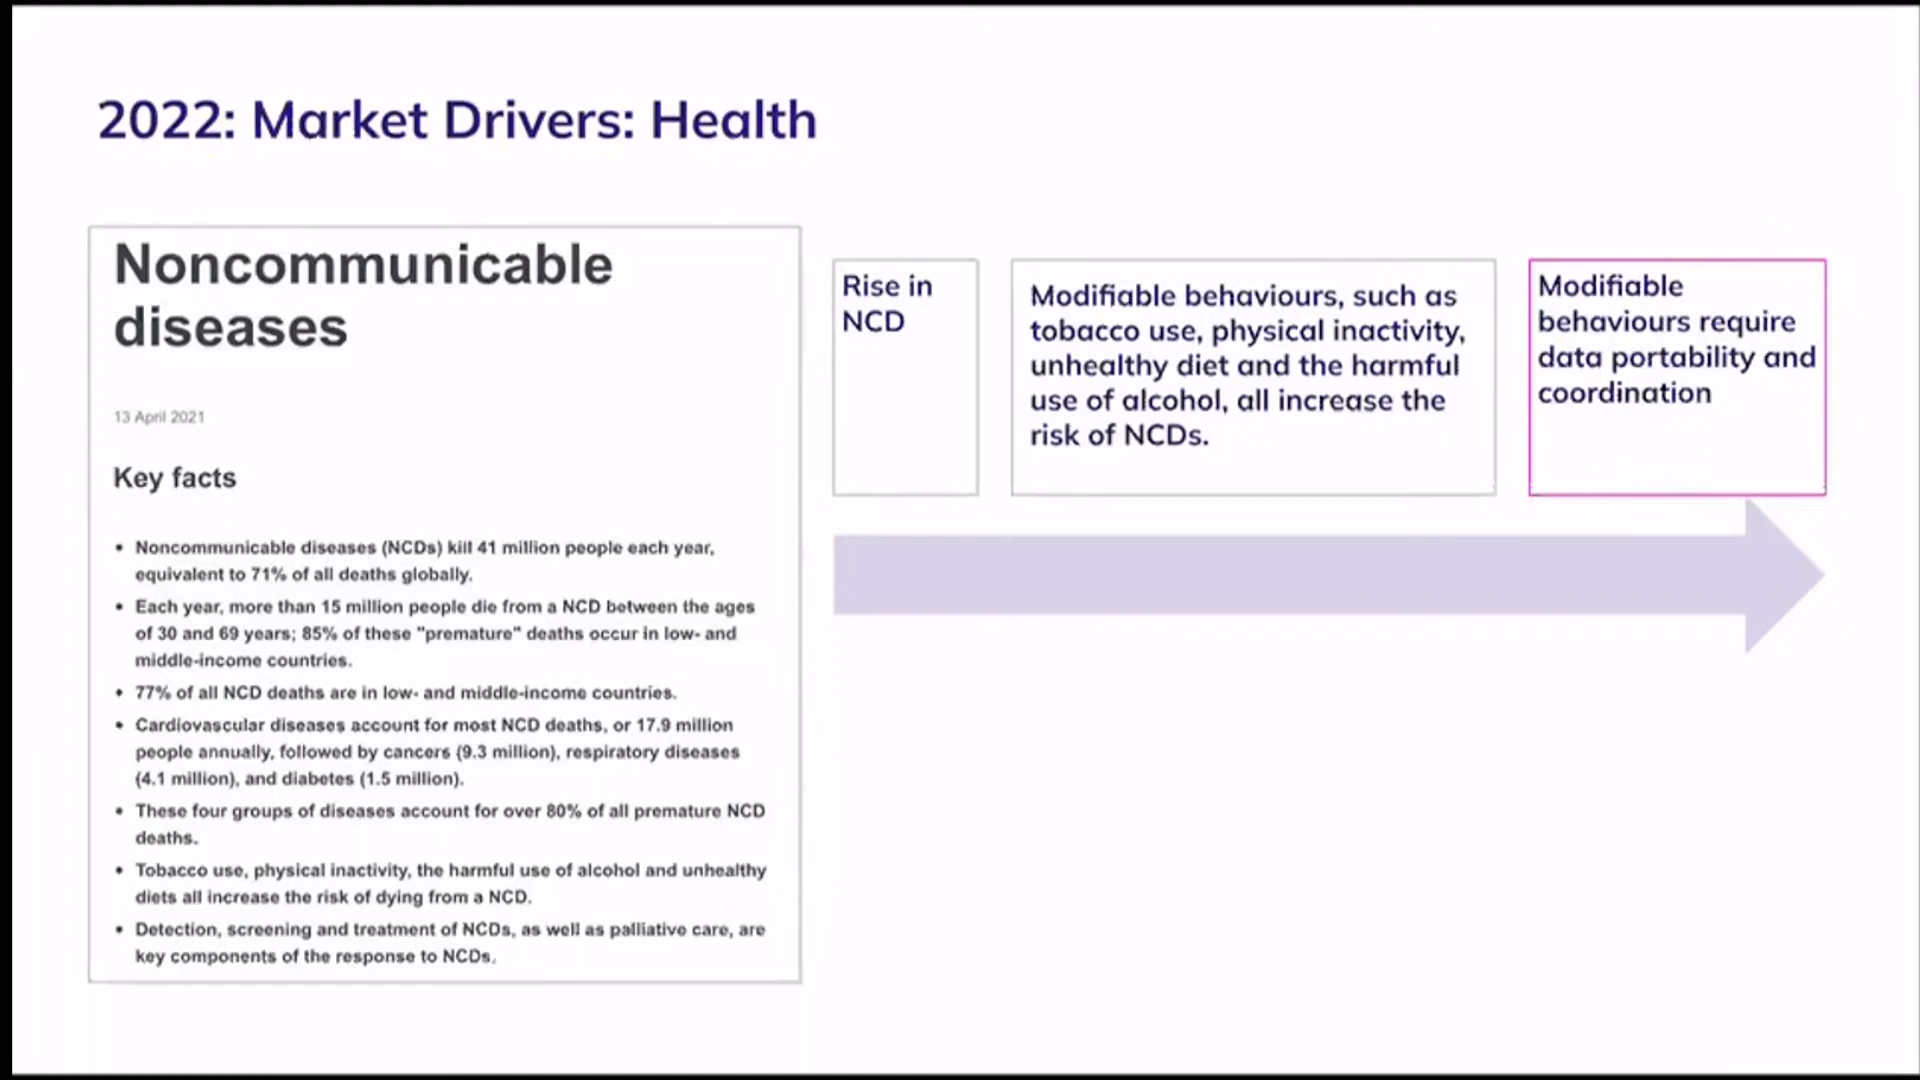 2022: Market Drivers: Health
Noncommunicable
diseases
13 April 2021
Key facts
• Noncommunicable diseases (NCDs) kill 41 million people each year,
equivalent to 71% of all deaths globally.
• Each year, more than 15 million people die from a NCD between the ages
of 30 and 69 years; 85% of these "premature" deaths occur in low- and
middle-income countries.
• 77% of all NCD deaths are in low- and middle-income countries.
• Cardiovascular diseases account for most NCD deaths, or 17.9 million
people annually, followed by cancers (9.3 million), respiratory diseases
(4.1 million), and diabetes (1.5 million).
• These four groups of diseases account for over 80% of all premature NCD
deaths.
• Tobacco use, physical inactivity, the harmful use of alcohol and unhealthy
diets all increase the risk of dying from a NCD.
• Detection, screening and treatment of NCDs, as well as palliative care, are
key components of the response to NCDs.
Rise in
NCD
Modifiable behaviours, such as
tobacco use, physical inactivity,
unhealthy diet and the harmful
use of alcohol, all increase the
risk of NCDs.
Modifiable
behaviours require
data portability and
coordination